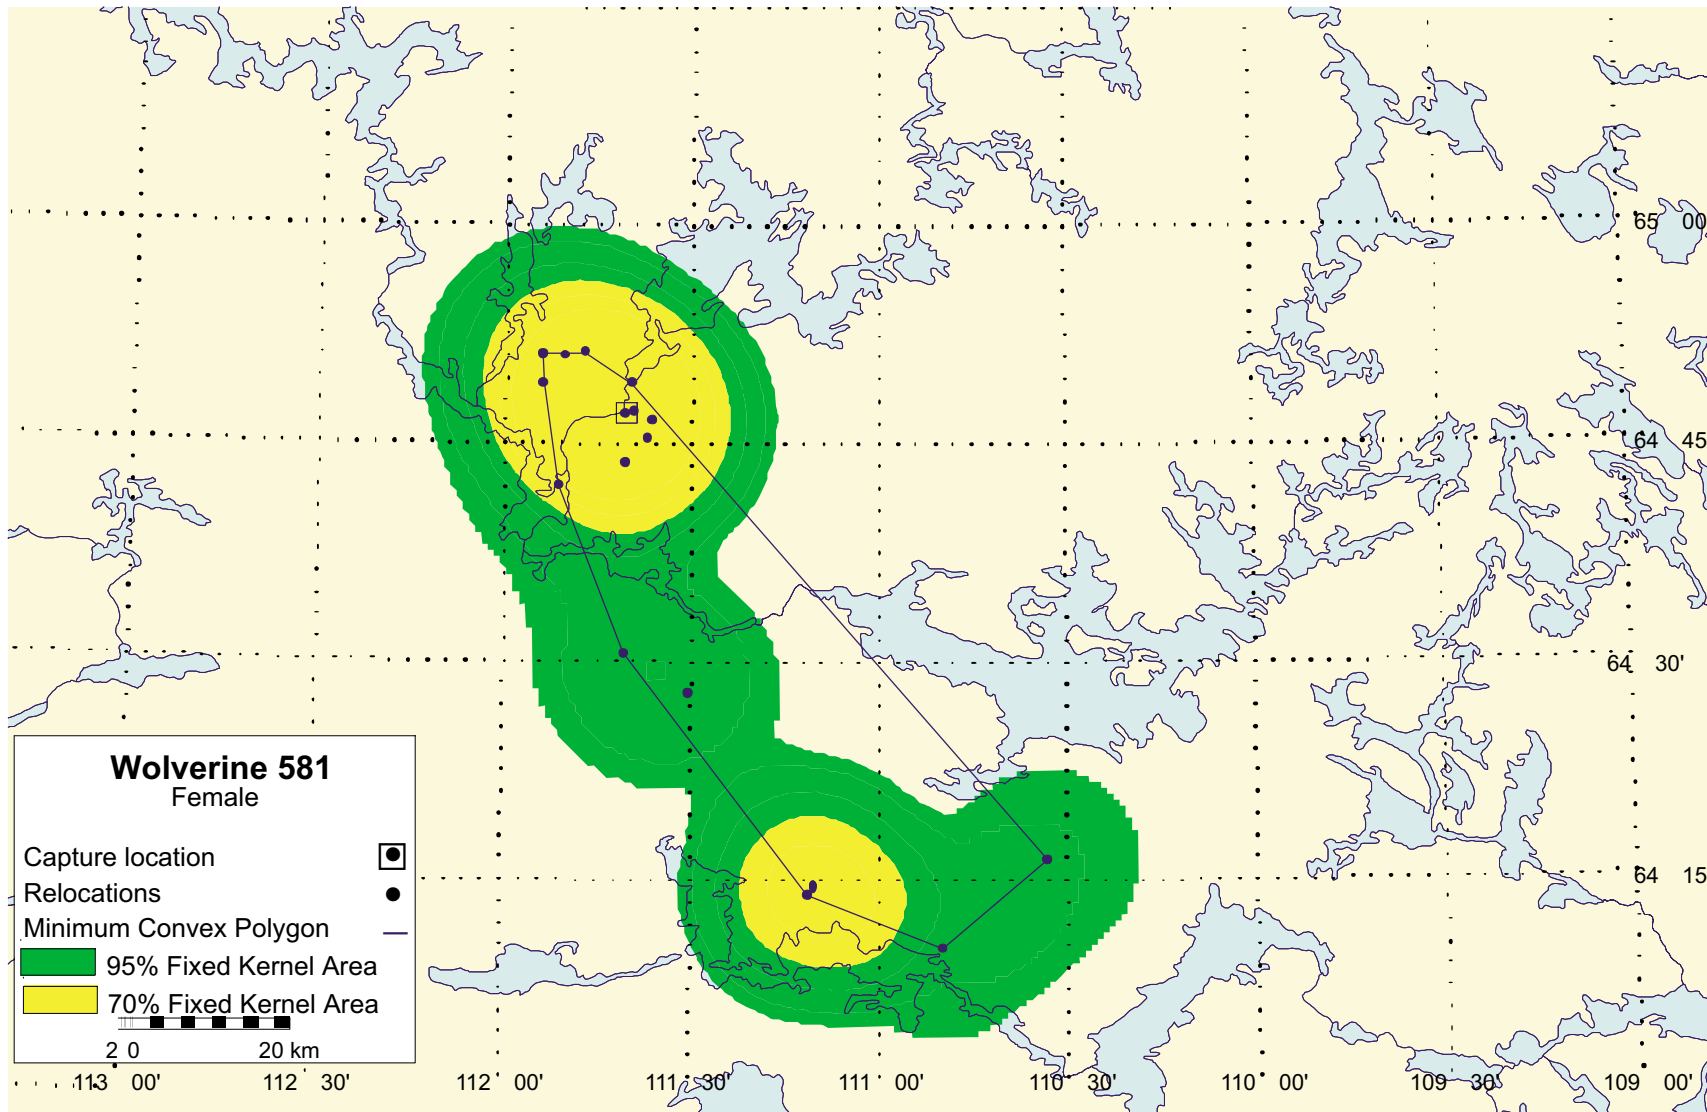 65 00
64 45
64 30'
Wolverine 581
Female
Capture location
Relocations
Minimum Convex Polygon
95% Fixed Kernel Area
70% Fixed Kernel Area
2 0 20 km
64 15
113 00' 112 30' 112 00' 111 30' 111 00' 110 30' 110 00' 109 30' 109 00'